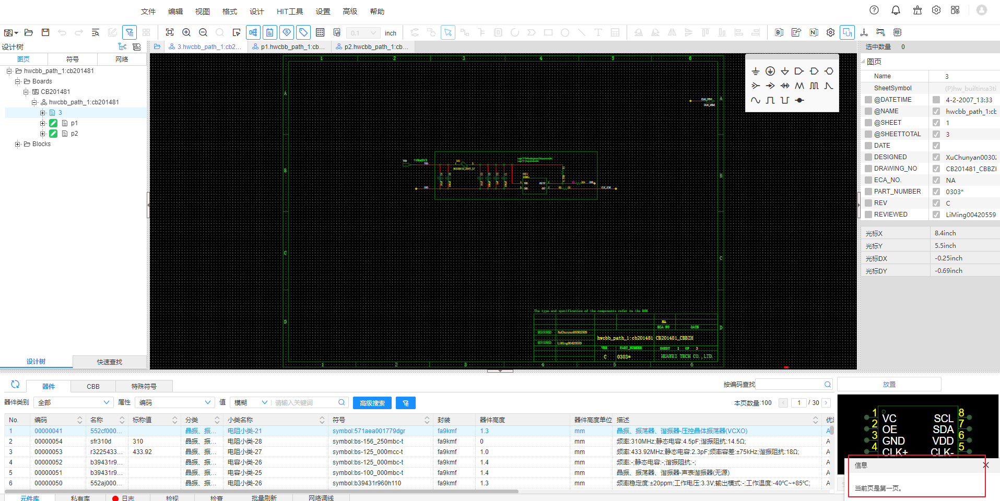 文件 编辑 视图 格式 设计 HIT工具 设置 高级 帮助
0.1 inch
设计树
图页 符号 网络
hwcbb_path_1:cb201481
Boards
CB201481
hwcbb_path_1:cb201481
3
p1
p2
Blocks
设计树 快速查找
3.hwcbb_path_1:cb2... p1.hwcbb_path_1:cb... p2.hwcbb_path_1:cb...
1 2 3 4 5 6
A A
B B
C C
D D
CLK_25M
CLK_25M
VDD 1V8or3V3
VDD
GND
VDD
GND
OUT
GND
CLK_25M
The type and specification of the components refer to the BOM
NA
ECA NO DATE
DESIGNED XuChunyan00302509
hwcbb_path_1:cb201481 CB201481_CBBZH
REVIEWED LiMing00420559
VER PART_NUMBER SHEET 1 OF 3
C 0303* HUAWEI TECH CO.,LTD.
1 2 3 4 5 6
选中数量 0
图页
Name 3
SheetSymbol (P)hw_builtin:a3ti
@DATETIME 4-2-2007_13:33
@NAME hwcbb_path_1:cb
@SHEET 1
@SHEETTOTAL 3
DATE
DESIGNED XuChunyan0030
DRAWING_NO CB201481_CBBZH
ECA_NO. NA
PART_NUMBER 0303*
REV C
REVIEWED LiMing00420559
光标X 8.4inch
光标Y 5.5inch
光标DX -0.25inch
光标DY -0.69inch
器件 CBB 特殊符号
按编码查找
放置
器件类别 全部 属性 编码 值 模糊 请输入关键词 高级搜索
本页数量:100 1 / 30
No. 编码 名称 标称值 分类 小类名称 符号 封装 器件高度 器件高度单位 描述 优
1 00000041 552cf000... 晶振、振... 电阻小类-21 symbol:571aea001779dgr fa9kmf 1.3 mm 晶振、振荡器、谐振器-压控晶体振荡器(VCXO) A
2 00000054 sfr310d 310 晶振、振... 电阻小类-28 symbol:bs-156_250mbc-t fa9kmf 0 mm 频率:310MHz;静态电容:4.5pF;谐振阻抗:14.5Ω; A
3 00000053 r3225433... 433.92 晶振、振... 电阻小类-27 symbol:bs-125_000mbc-t fa9kmf 1.0 mm 频率:433.92MHz;静态电容:2.3pF;频率容差:±75kHz;谐振阻抗:18Ω; A
4 00000052 b39431r9... 晶振、振... 电容小类-26 symbol:bs-125_000mbc-t fa9kmf 1.4 mm 频率:-;静态电容:-;谐振阻抗:-; A
5 00000051 b39431r9... 晶振、振... 电容小类-25 symbol:bs-100_000mbc-t fa9kmf 1.4 mm 晶振、振荡器、谐振器-声表谐振器(无源) A
6 00000050 552aj000... 晶振、振... 电阻小类-26 symbol:b39431r960h110 fa9kmf 1.3 mm 频率稳定度:±20ppm;工作电压:3.3V;输出模式:-;工作温度:-40℃~+85℃; A
1 VC SCL 8
2 OE SDA 7
3 GND VDD 6
4 CLK+ CLK- 5
信息
当前页是第一页。
元件库 私有库 日志 检视 检查 批量刷新 网络调线